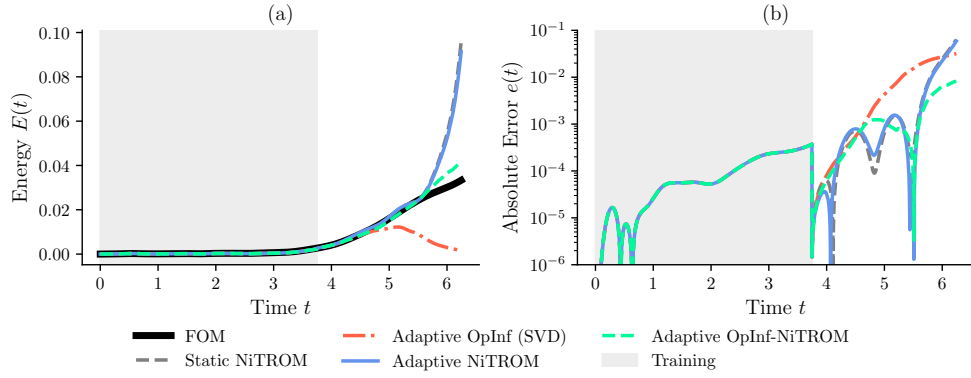 (a)
Energy E(t)
0.10
0.08
0.06
0.04
0.02
0.00
0 1 2 3 4 5 6
Time t
(b)
Absolute Error e(t)
10⁻¹
10⁻²
10⁻³
10⁻⁴
10⁻⁵
10⁻⁶
0 1 2 3 4 5 6
Time t
FOM Adaptive OpInf (SVD) Adaptive OpInf-NiTROM
Static NiTROM Adaptive NiTROM Training